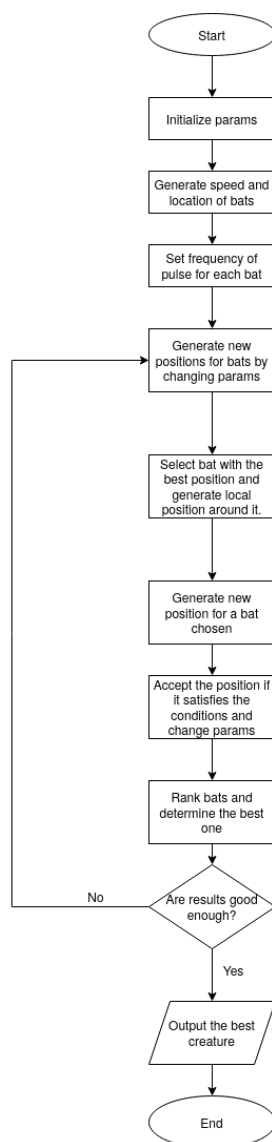 Start
Initialize params
Generate speed and
location of bats
Set frequency of
pulse for each bat
Generate new
positions for bats by
changing params
Select bat with the
best position and
generate local
position around it.
Generate new
position for a bat
chosen
Accept the position if
it satisfies the
conditions and
change params
Rank bats and
determine the best
one
Are results good
enough?
No
Yes
Output the best
creature
End